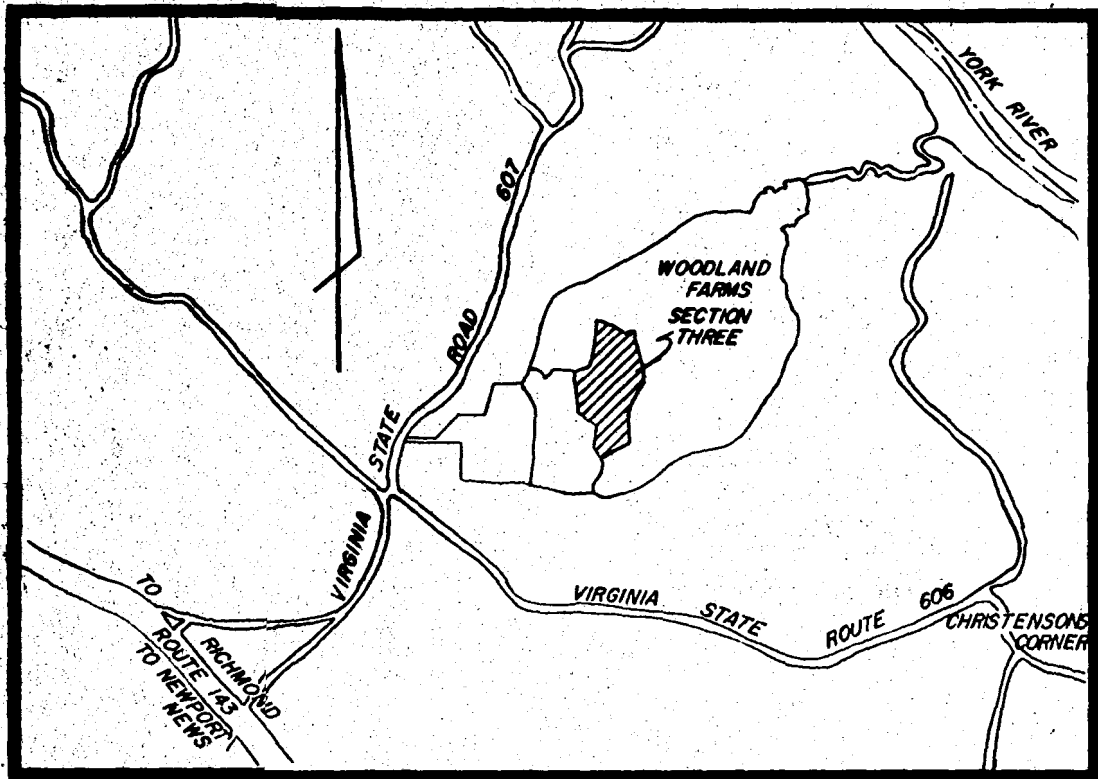 YORK RIVER
WOODLAND
FARMS
SECTION
THREE
VIRGINIA STATE ROAD 607
VIRGINIA STATE ROUTE 606
CHRISTENSONS
CORNER
TO
RICHMOND
ROUTE 143
TO NEWPORT
NEWS